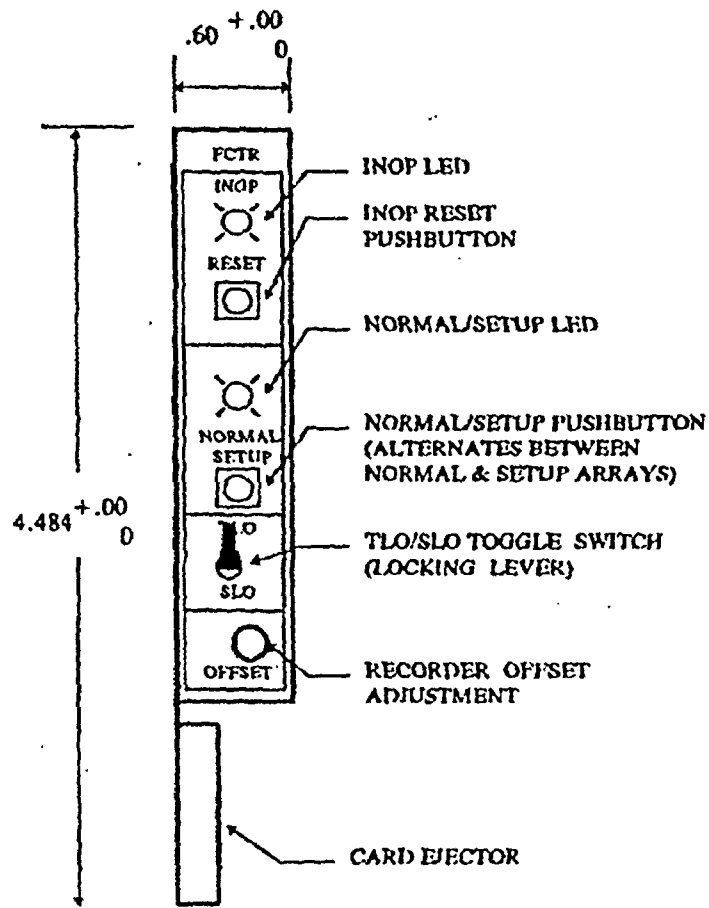 .60 +.00
0
FCTR
INOP
INOP LED
INOP RESET
PUSHBUTTON
RESET
NORMAL/SETUP LED
NORMAL
SETUP
NORMAL/SETUP PUSHBUTTON
(ALTERNATES BETWEEN
NORMAL & SETUP ARRAYS)
4.484 +.00
0
TLO
TLO/SLO TOGGLE SWITCH
(LOCKING LEVER)
SLO
OFFSET
RECORDER OFFSET
ADJUSTMENT
CARD EJECTOR